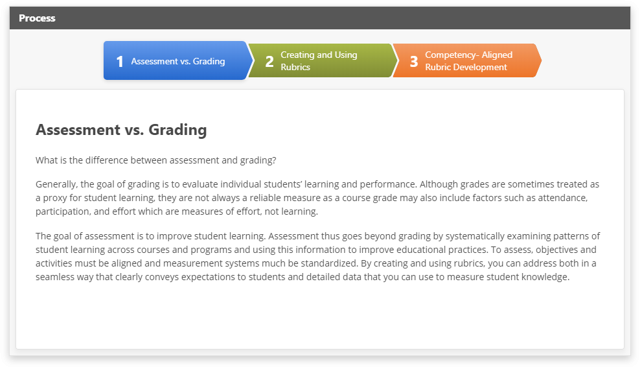 Process
1 Assessment vs. Grading
2 Creating and Using
Rubrics
3 Competency- Aligned
Rubric Development
Assessment vs. Grading
What is the difference between assessment and grading?
Generally, the goal of grading is to evaluate individual students’ learning and performance. Although grades are sometimes treated as
a proxy for student learning, they are not always a reliable measure as a course grade may also include factors such as attendance,
participation, and effort which are measures of effort, not learning.
The goal of assessment is to improve student learning. Assessment thus goes beyond grading by systematically examining patterns of
student learning across courses and programs and using this information to improve educational practices. To assess, objectives and
activities must be aligned and measurement systems much be standardized. By creating and using rubrics, you can address both in a
seamless way that clearly conveys expectations to students and detailed data that you can use to measure student knowledge.